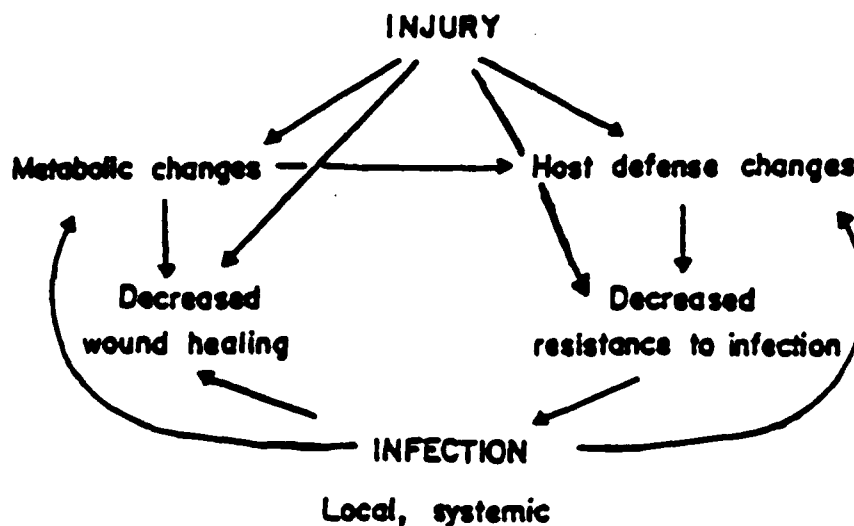 INJURY
Metabolic changes
Host defense changes
Decreased
wound healing
Decreased
resistance to infection
INFECTION
Local, systemic